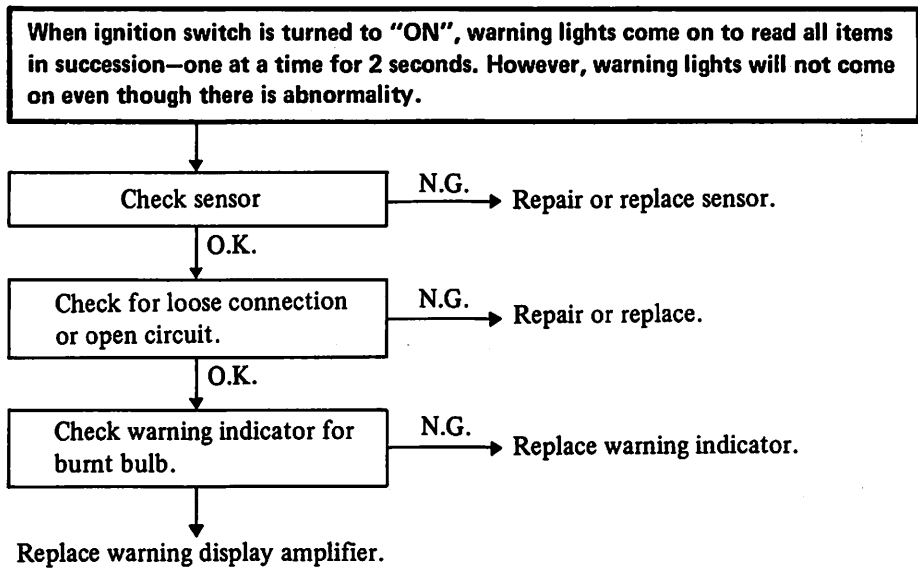 When ignition switch is turned to “ON”, warning lights come on to read all items
in succession—one at a time for 2 seconds. However, warning lights will not come
on even though there is abnormality.
Check sensor
N.G.
Repair or replace sensor.
O.K.
Check for loose connection
or open circuit.
N.G.
Repair or replace.
O.K.
Check warning indicator for
burnt bulb.
N.G.
Replace warning indicator.
Replace warning display amplifier.